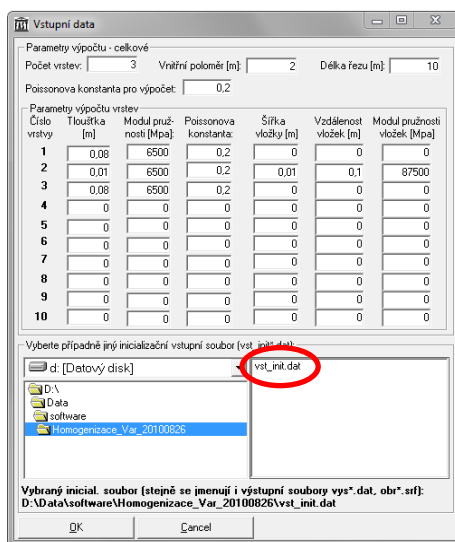 Vstupní data
Parametry výpočtu - celkové
Počet vrstev: 3 Vnitřní poloměr [m]: 2 Délka řezu [m]: 10
Poissonova konstanta pro výpočet: 0,2
Parametry výpočtu vrstev
Číslo Tloušťka Modul pruž- Poissonova Šířka Vzdálenost Modul pružnosti
vrstvy [m] nosti [Mpa]: konstanta: vložky [m] vložek [m] vložek [Mpa]
1 0,08 6500 0,2 0 0 0
2 0,01 6500 0,2 0,01 0,1 87500
3 0,08 6500 0,2 0 0 0
4 0 0 0 0 0 0
5 0 0 0 0 0 0
6 0 0 0 0 0 0
7 0 0 0 0 0 0
8 0 0 0 0 0 0
9 0 0 0 0 0 0
10 0 0 0 0 0 0
Vyberte případně jiný inicializační vstupní soubor (vst_init*.dat):
d: [Datový disk] vst_init.dat
D:\
Data
software
Homogenizace_Var_20100826
Vybraný inicial. soubor (stejně se jmenují i výstupní soubory vys*.dat, obr*.srf):
D:\Data\software\Homogenizace_Var_20100826\vst_init.dat
OK Cancel